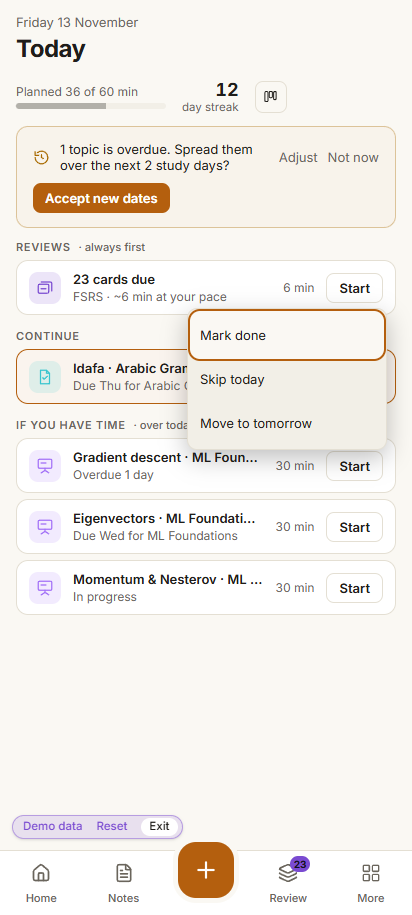 Friday 13 November
Today
Planned 36 of 60 min
12
day streak
1 topic is overdue. Spread them
over the next 2 study days?
Adjust
Not now
Accept new dates
REVIEWS · always first
23 cards due
FSRS · ~6 min at your pace
6 min
Start
CONTINUE
Mark done
Skip today
Move to tomorrow
Idafa · Arabic
Due Thu for Arabic
IF YOU HAVE TIME · over
Gradient descent · ML Foun...
Overdue 1 day
30 min
Start
Eigenvectors · ML Foundati...
Due Wed for ML Foundations
30 min
Start
Momentum & Nesterov · ML ...
In progress
30 min
Start
Demo data
Reset
Exit
Home
Notes
23
Review
More